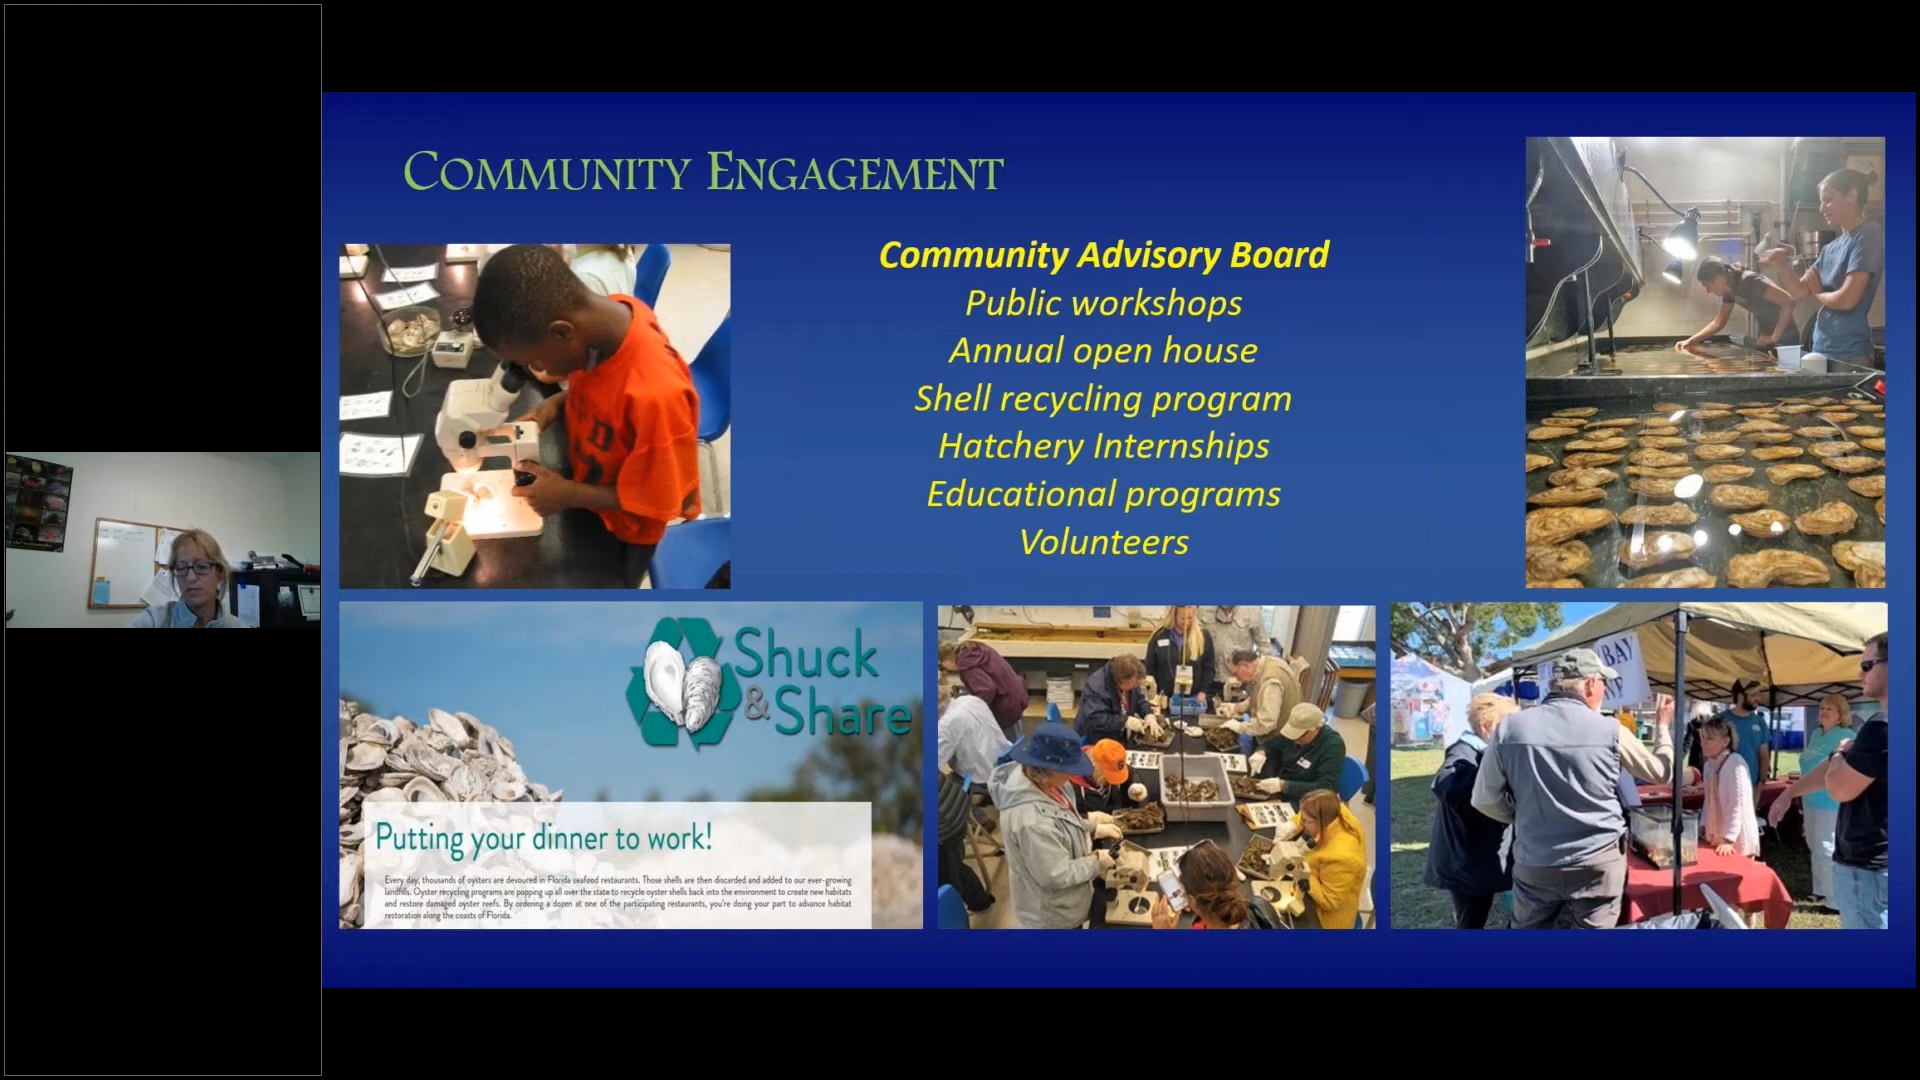 COMMUNITY ENGAGEMENT
Community Advisory Board
Public workshops
Annual open house
Shell recycling program
Hatchery Internships
Educational programs
Volunteers
Shuck
&Share
Putting your dinner to work!
Every day, thousands of oysters are devoured in Florida seafood restaurants. Those shells are then discarded and added to our ever-growing
landfills. Oyster recycling programs are popping up all over the state to recycle oyster shells back into the environment to create new habitats
and restore damaged oyster reefs. By ordering a dozen at one of the participating restaurants, you're doing your part to advance habitat
restoration along the coasts of Florida.
BAY